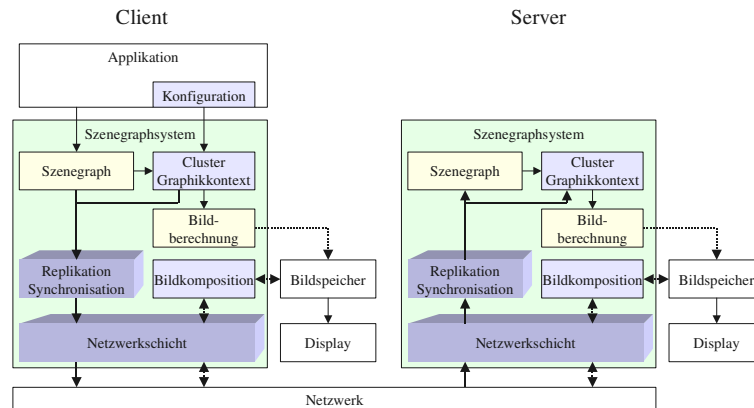 Client
Server
Applikation
Konfiguration
Szenegraphsystem
Szenegraph
Cluster
Graphikkontext
Bild-
berechnung
Replikation
Synchronisation
Bildkomposition
Bildspeicher
Netzwerkschicht
Display
Szenegraphsystem
Szenegraph
Cluster
Graphikkontext
Bild-
berechnung
Replikation
Synchronisation
Bildkomposition
Bildspeicher
Netzwerkschicht
Display
Netzwerk